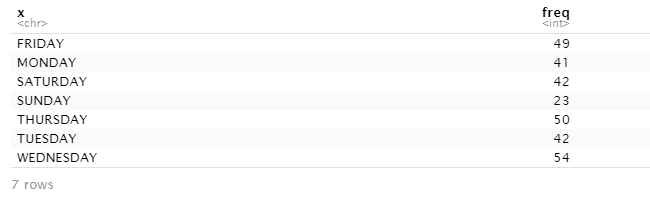 x freq
<chr> <int>
FRIDAY 49
MONDAY 41
SATURDAY 42
SUNDAY 23
THURSDAY 50
TUESDAY 42
WEDNESDAY 54
7 rows